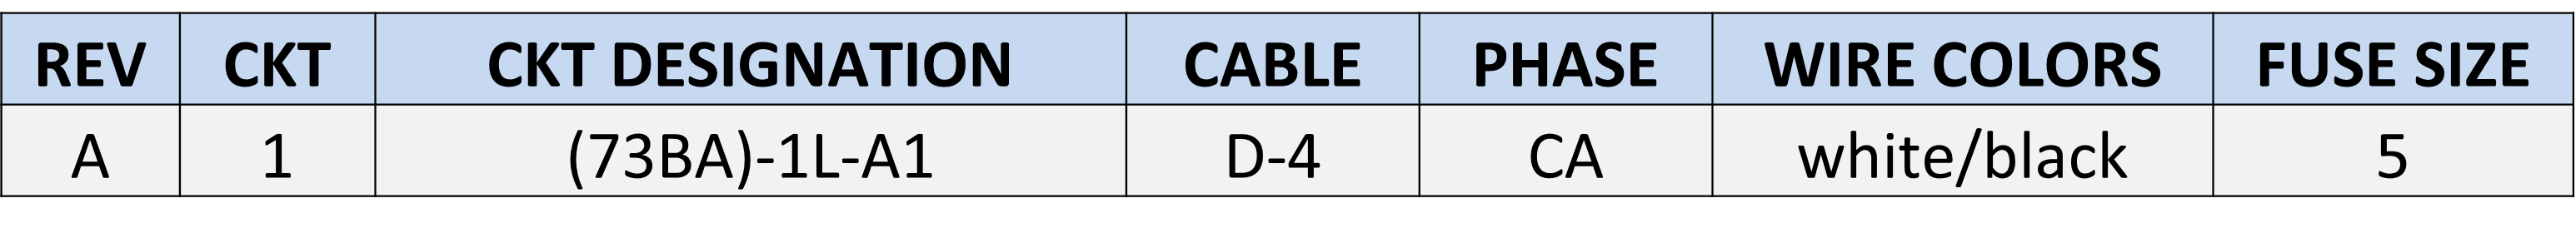 REV CKT CKT DESIGNATION CABLE PHASE WIRE COLORS FUSE SIZE
A 1 (73BA)-1L-A1 D-4 CA white/black 5